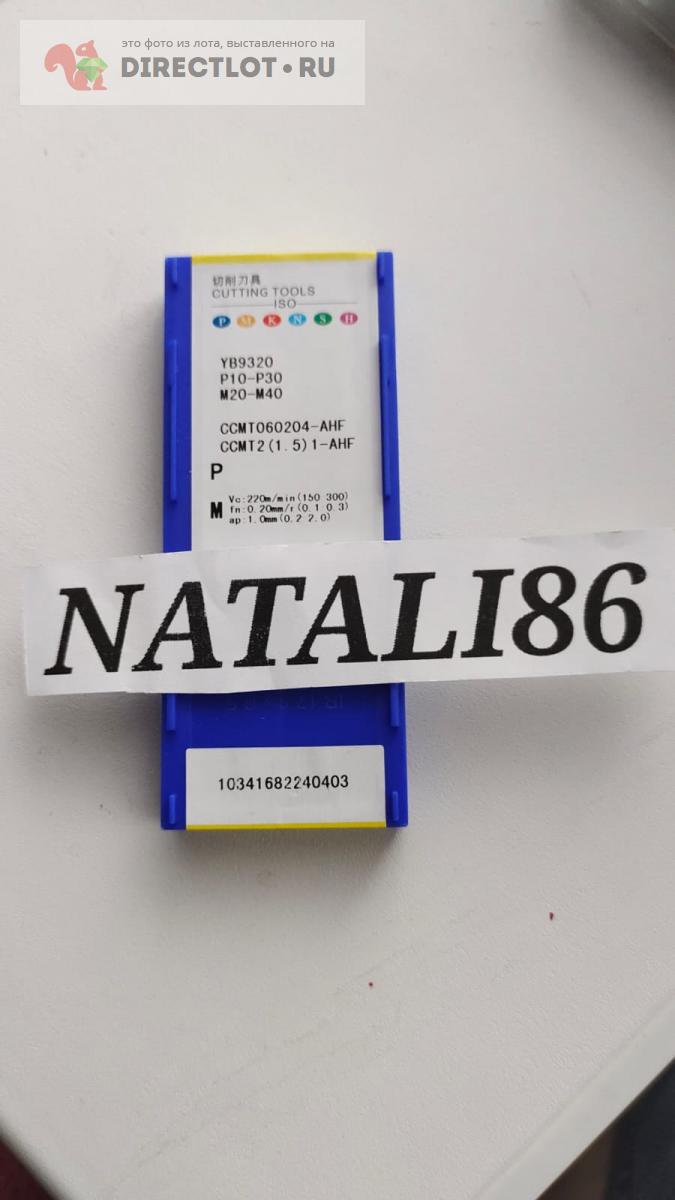 это фото из лота, выставленного на
DIRECTLOT•RU
切削刀具
CUTTING TOOLS
ISO
P M K N S H
YB9320
P10-P30
M20-M40
CCMT060204-AHF
CCMT2(1.5)1-AHF
P
M
Vc:220m/min(150 300)
fn:0.20mm/r(0.1 0.3)
ap:1.0mm(0.2 2.0)
NATALI86
10341682240403